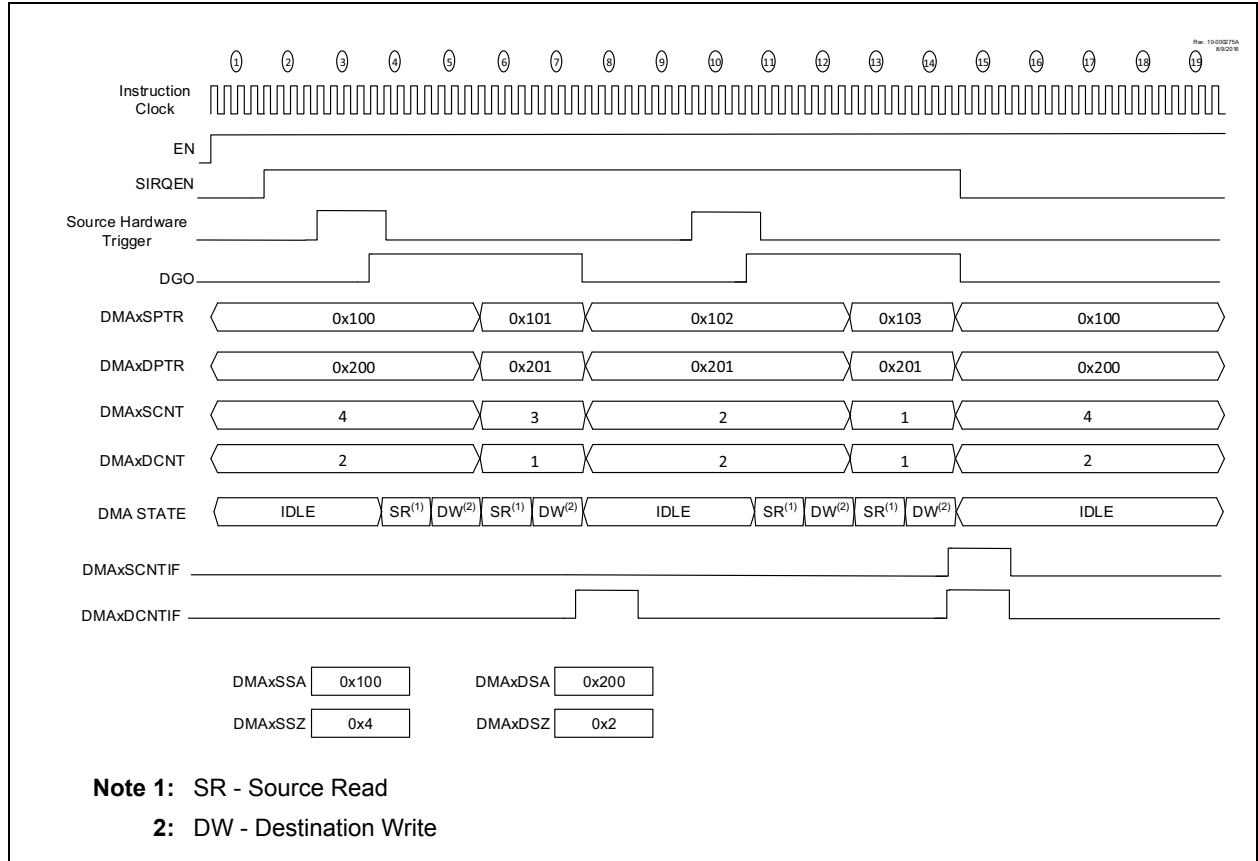 Rev. 10-000275A
8/9/2016
1 2 3 4 5 6 7 8 9 10 11 12 13 14 15 16 17 18 19
Instruction
Clock
EN
SIRQEN
Source Hardware
Trigger
DGO
DMAxSPTR 0x100 0x101 0x102 0x103 0x100
DMAxDPTR 0x200 0x201 0x201 0x201 0x200
DMAxSCNT 4 3 2 1 4
DMAxDCNT 2 1 2 1 2
DMA STATE IDLE SR(1) DW(2) SR(1) DW(2) IDLE SR(1) DW(2) SR(1) DW(2) IDLE
DMAxSCNTIF
DMAxDCNTIF
DMAxSSA 0x100 DMAxDSA 0x200
DMAxSSZ 0x4 DMAxDSZ 0x2
Note 1: SR - Source Read
2: DW - Destination Write